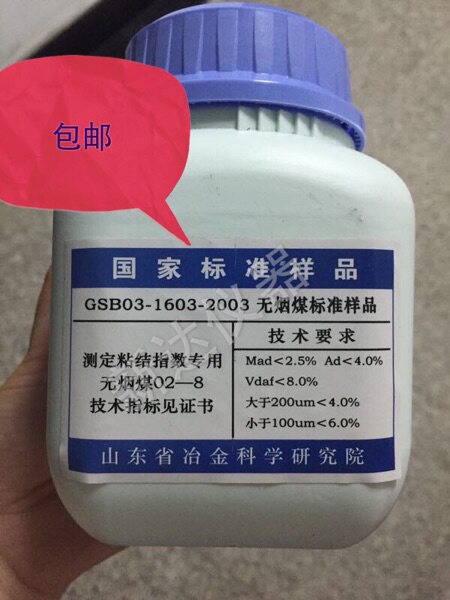 包邮
国家标准样品
GSB03-1603-2003 无烟煤标准样品
测定粘结指数专用
无烟煤02—8
技术指标见证书
技术要求
Mad<2.5% Ad<4.0%
Vdaf<8.0%
大于200um<4.0%
小于100um<6.0%
山东省冶金科学研究院
达仪器